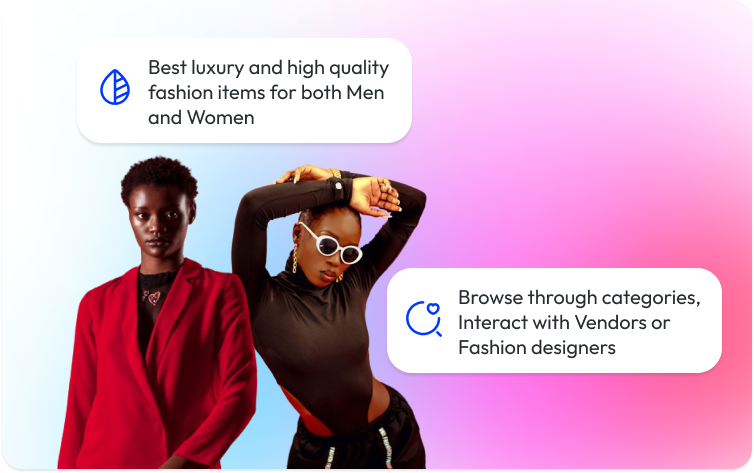 Best luxury and high quality
fashion items for both Men
and Women
Browse through categories,
Interact with Vendors or
Fashion designers